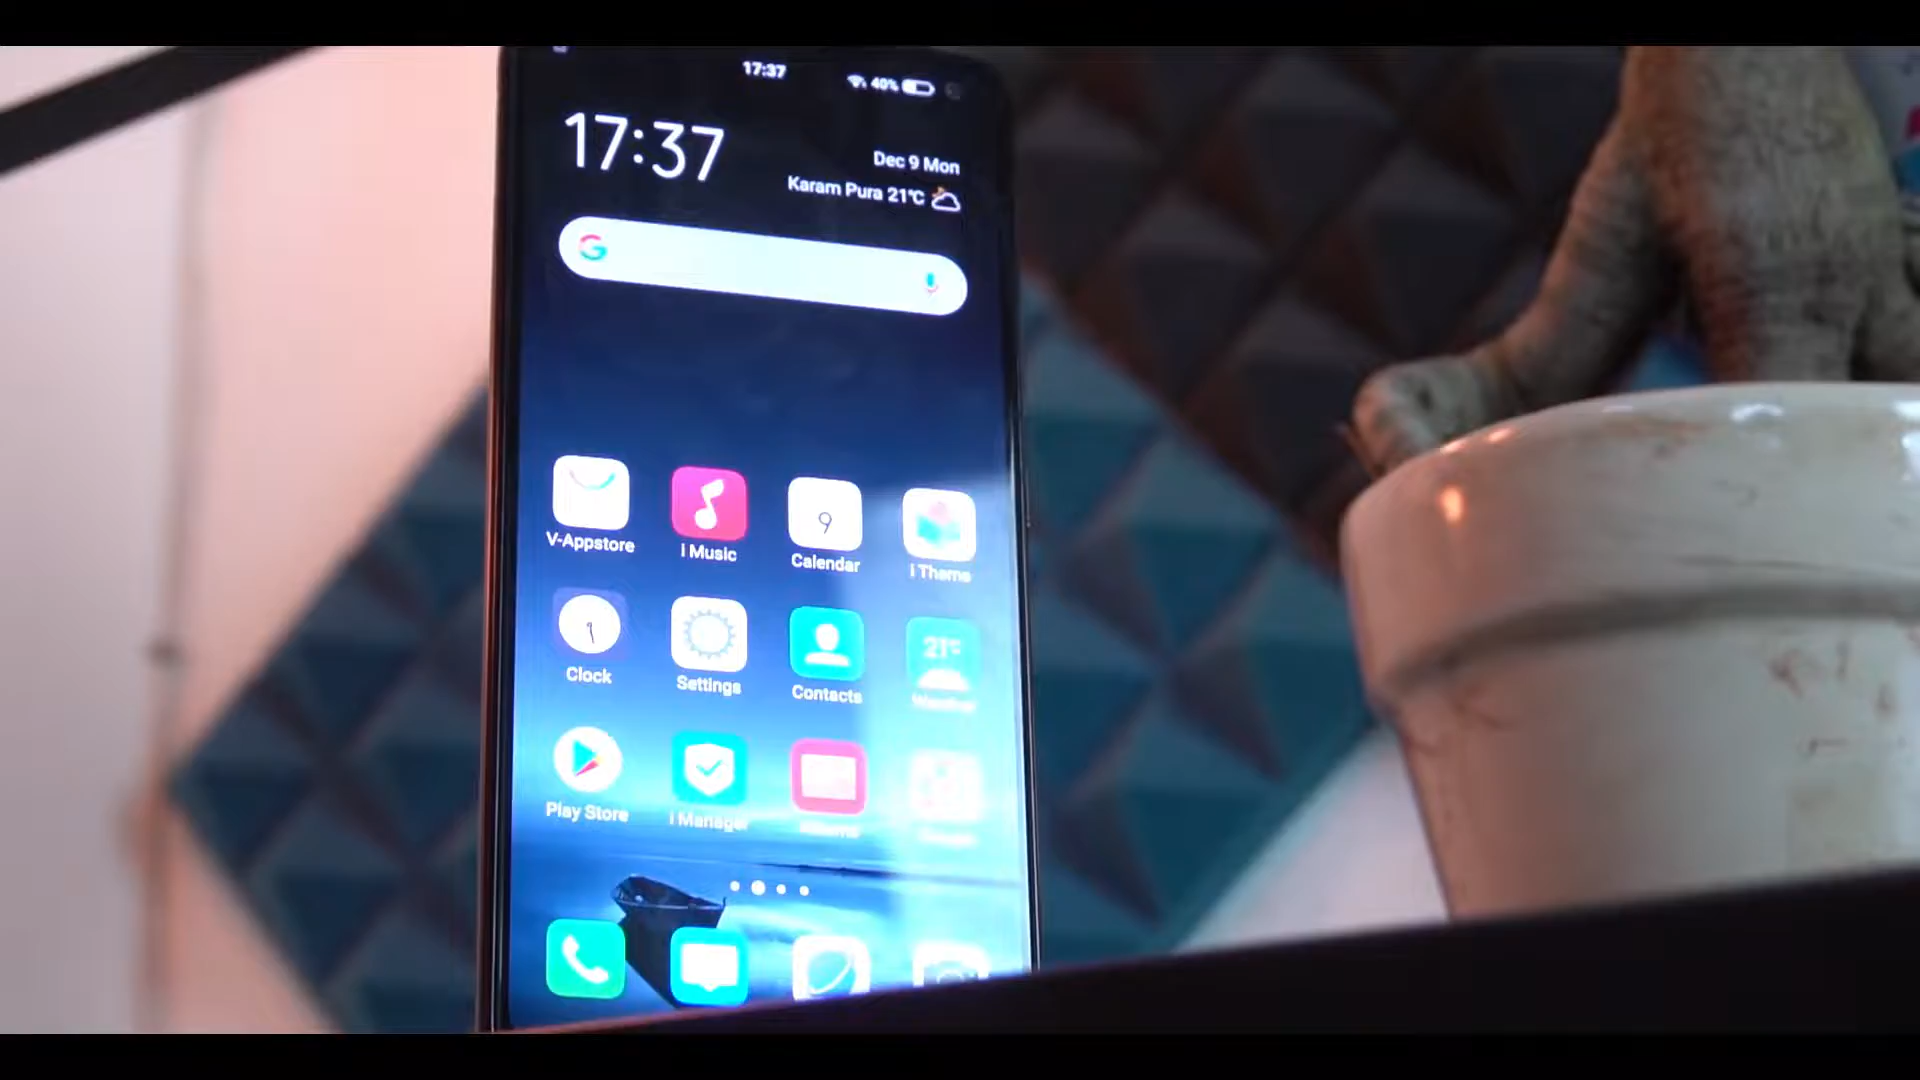 17:37
40%
17:37
Dec 9 Mon
Karam Pura 21°C
G
V-Appstore
i Music
9
Calendar
i Theme
Clock
Settings
Contacts
21°
Weather
Play Store
i Manager